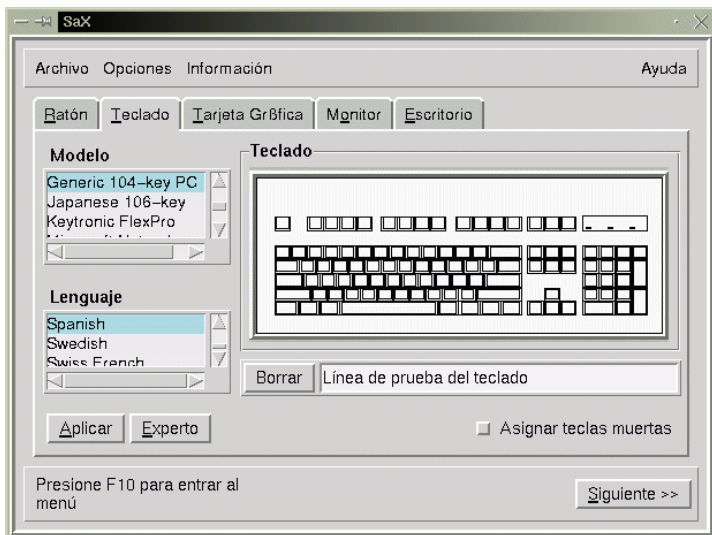 SaX
Archivo Opciones Información Ayuda
Ratón Teclado Tarjeta Grßfica Monitor Escritorio
Modelo
Generic 104-key PC
Japanese 106-key
Keytronic FlexPro
Teclado
Lenguaje
Spanish
Swedish
Swiss French
Borrar Línea de prueba del teclado
Aplicar Experto
Asignar teclas muertas
Presione F10 para entrar al
menú
Siguiente >>